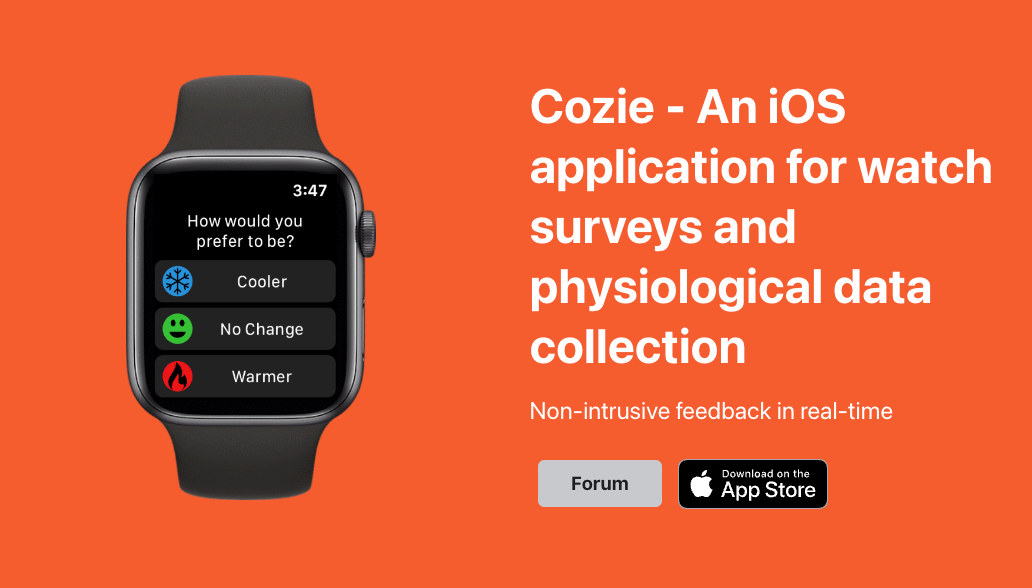 3:47
How would you
prefer to be?
Cooler
No Change
Warmer
Cozie - An iOS
application for watch
surveys and
physiological data
collection
Non-intrusive feedback in real-time
Forum
Download on the
App Store